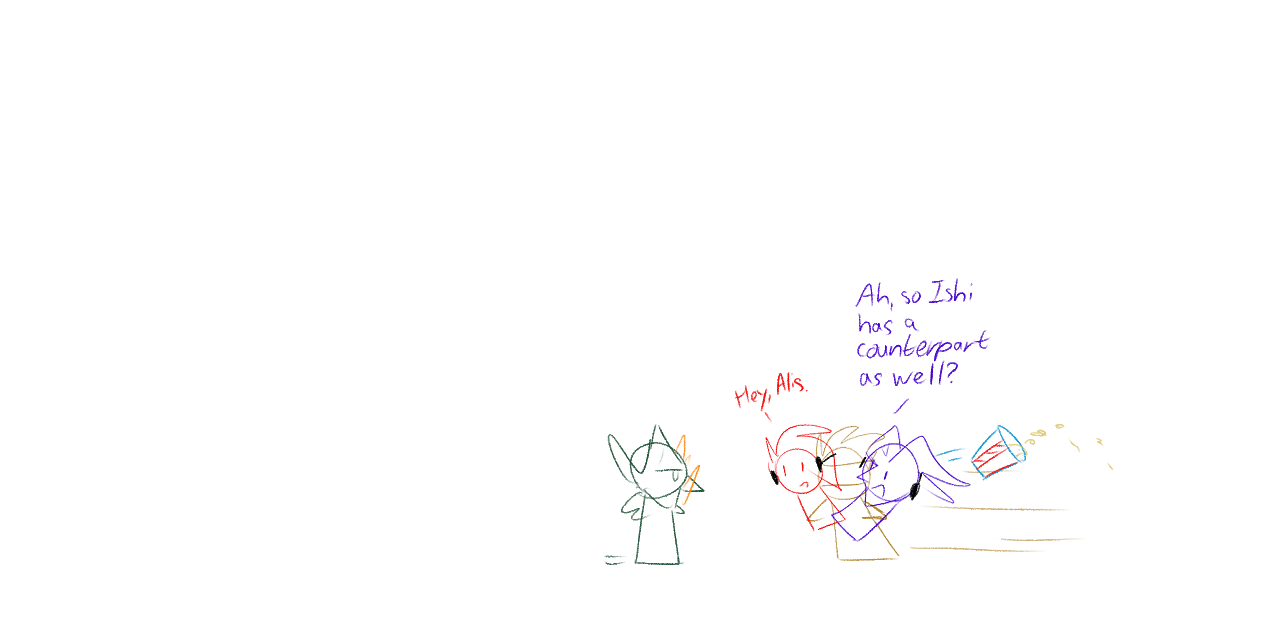 Hey, Alis.
Ah, so Ishi
has a
counterpart
as well?